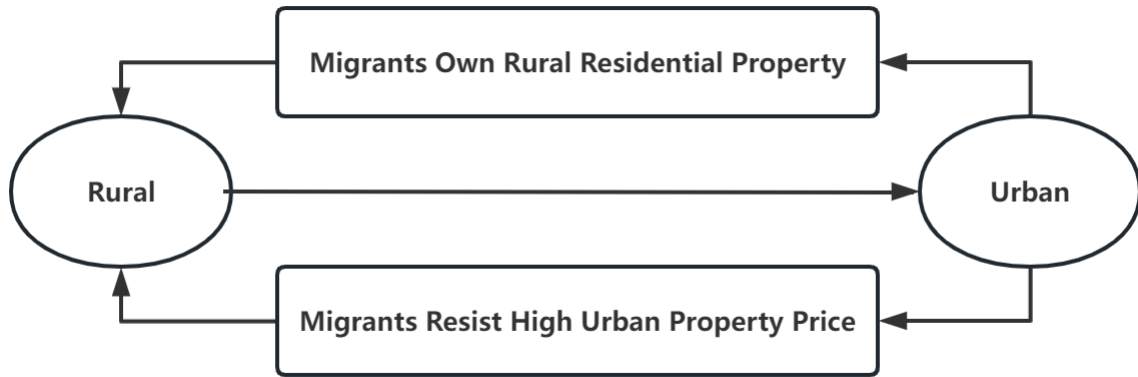 Migrants Own Rural Residential Property
Rural
Urban
Migrants Resist High Urban Property Price